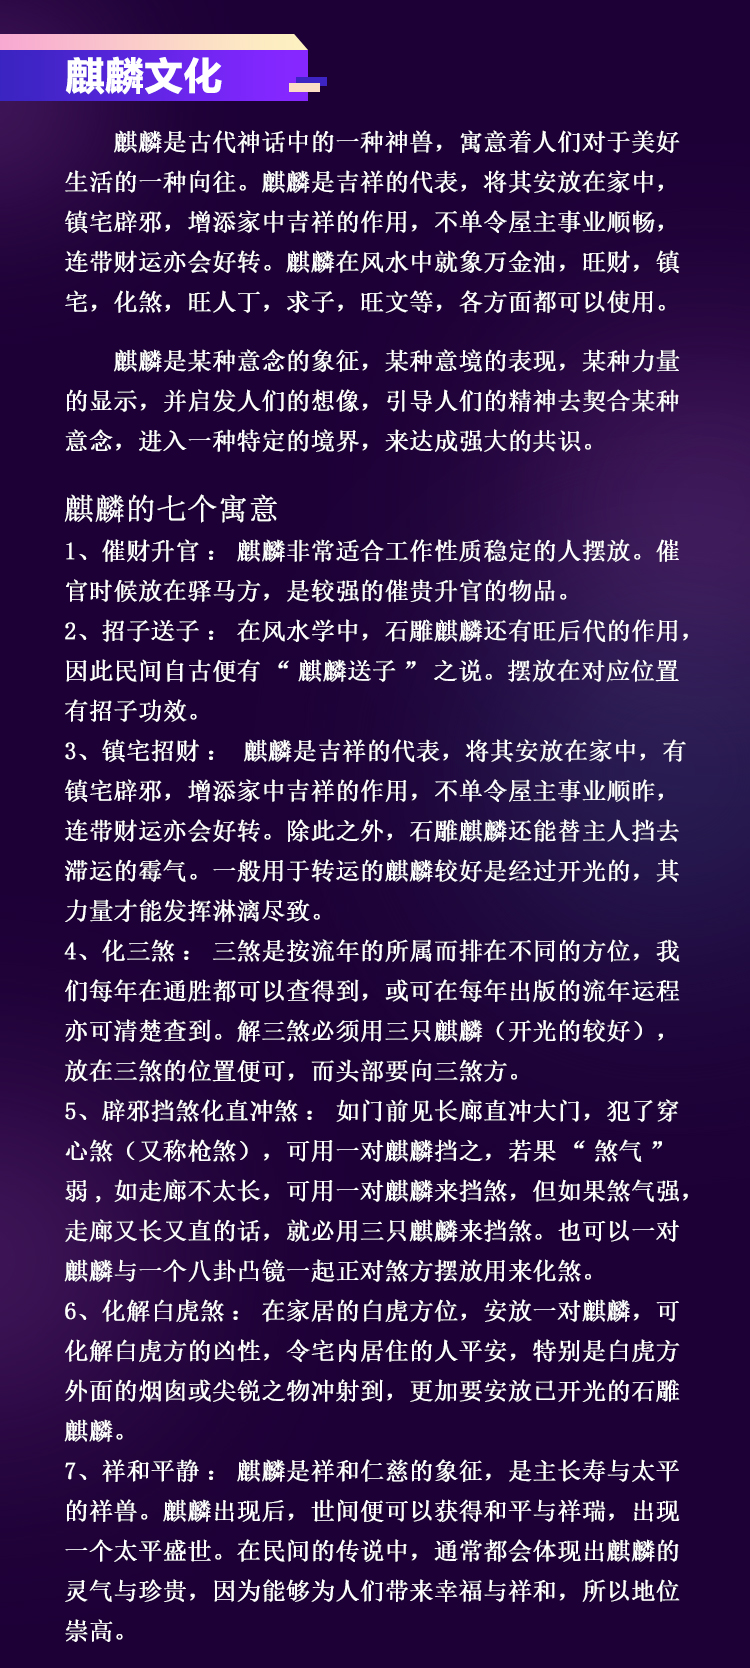 麒麟文化
麒麟是古代神话中的一种神兽，寓意着人们对于美好
生活的一种向往。麒麟是吉祥的代表，将其安放在家中，
镇宅辟邪，增添家中吉祥的作用，不单令屋主事业顺畅，
连带财运亦会好转。麒麟在风水中就象万金油，旺财，镇
宅，化煞，旺人丁，求子，旺文等，各方面都可以使用。
麒麟是某种意念的象征，某种意境的表现，某种力量
的显示，并启发人们的想像，引导人们的精神去契合某种
意念，进入一种特定的境界，来达成强大的共识。
麒麟的七个寓意
1、催财升官 ： 麒麟非常适合工作性质稳定的人摆放。催
官时候放在驿马方，是较强的催贵升官的物品。
2、招子送子 ： 在风水学中，石雕麒麟还有旺后代的作用，
因此民间自古便有 “ 麒麟送子 ” 之说。摆放在对应位置
有招子功效。
3、镇宅招财 ： 麒麟是吉祥的代表，将其安放在家中，有
镇宅辟邪，增添家中吉祥的作用，不单令屋主事业顺昨，
连带财运亦会好转。除此之外，石雕麒麟还能替主人挡去
滞运的霉气。一般用于转运的麒麟较好是经过开光的，其
力量才能发挥淋漓尽致。
4、化三煞 ： 三煞是按流年的所属而排在不同的方位，我
们每年在通胜都可以查得到，或可在每年出版的流年运程
亦可清楚查到。解三煞必须用三只麒麟（开光的较好），
放在三煞的位置便可，而头部要向三煞方。
5、辟邪挡煞化直冲煞 ： 如门前见长廊直冲大门，犯了穿
心煞（又称枪煞），可用一对麒麟挡之，若果 “ 煞气 ”
弱 , 如走廊不太长，可用一对麒麟来挡煞，但如果煞气强，
走廊又长又直的话，就必用三只麒麟来挡煞。也可以一对
麒麟与一个八卦凸镜一起正对煞方摆放用来化煞。
6、化解白虎煞 ： 在家居的白虎方位，安放一对麒麟，可
化解白虎方的凶性，令宅内居住的人平安，特别是白虎方
外面的烟囱或尖锐之物冲射到，更加要安放已开光的石雕
麒麟。
7、祥和平静 ： 麒麟是祥和仁慈的象征，是主长寿与太平
的祥兽。麒麟出现后，世间便可以获得和平与祥瑞，出现
一个太平盛世。在民间的传说中，通常都会体现出麒麟的
灵气与珍贵，因为能够为人们带来幸福与祥和，所以地位
崇高。